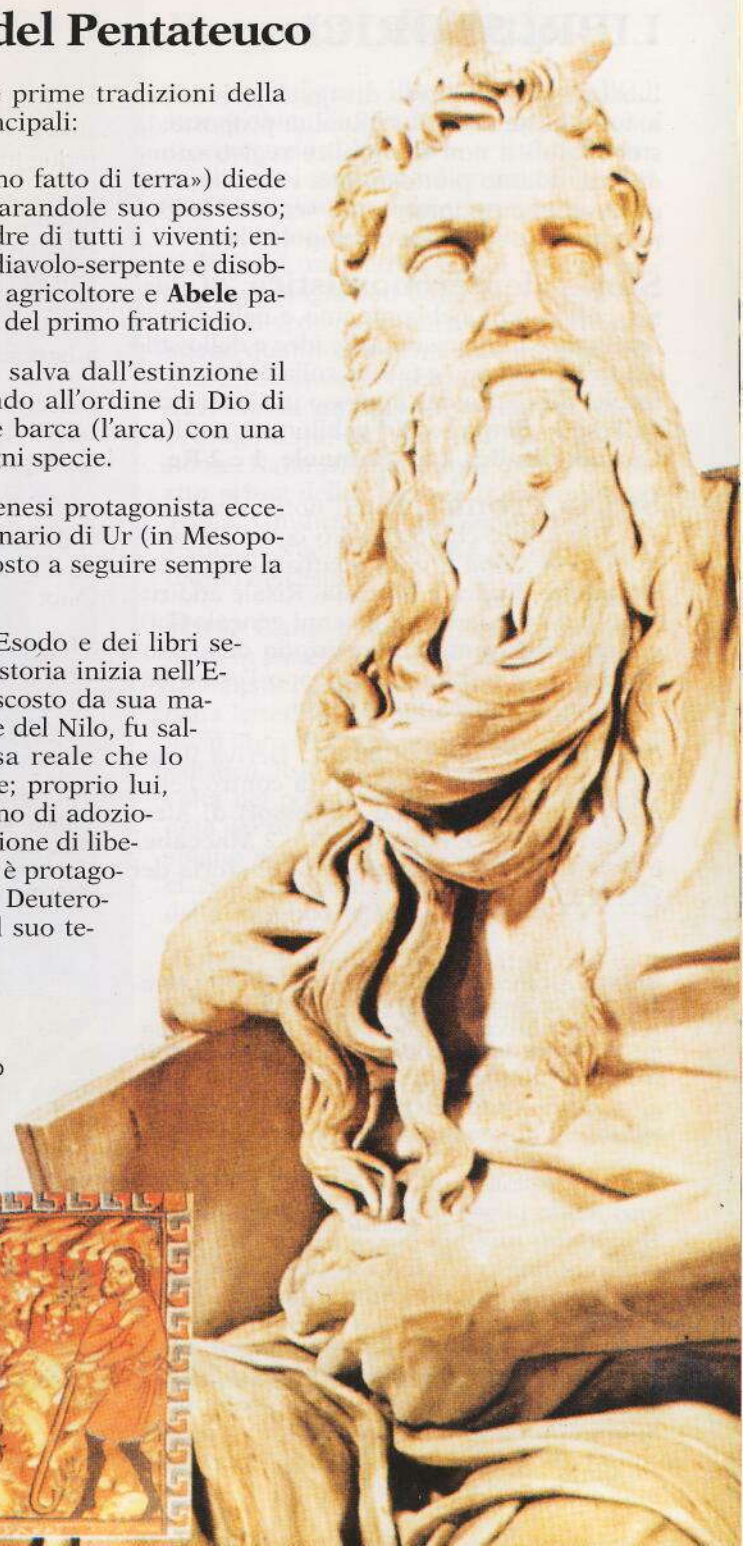 del Pentateuco
prime tradizioni della
ncipali:
no fatto di terra») diede
arandole suo possesso;
dre di tutti i viventi; en-
diavolo-serpente e disob-
agricoltore e Abele pa-
del primo fratricidio.
salva dall'estinzione il
ndo all'ordine di Dio di
e barca (l'arca) con una
gni specie.
enesi protagonista ecce-
nario di Ur (in Mesopo-
osto a seguire sempre la
Esodo e dei libri se-
storia inizia nell'E-
scosto da sua ma-
e del Nilo, fu sal-
sa reale che lo
e; proprio lui,
no di adozio-
ione di libe-
è protago-
Deutero-
l suo te-